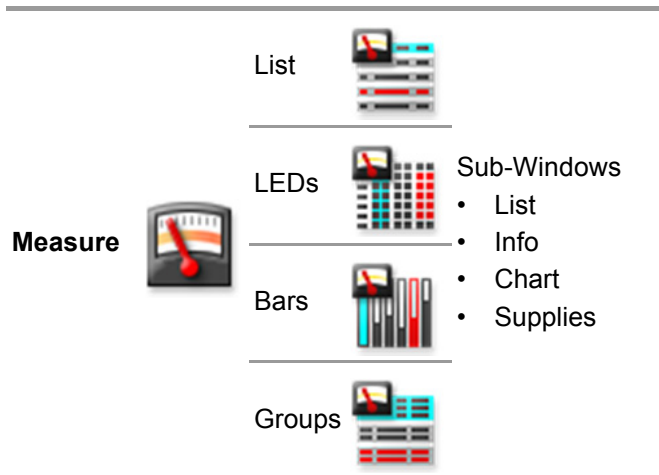 List
LEDs
Measure
Bars
Groups
Sub-Windows
• List
• Info
• Chart
• Supplies